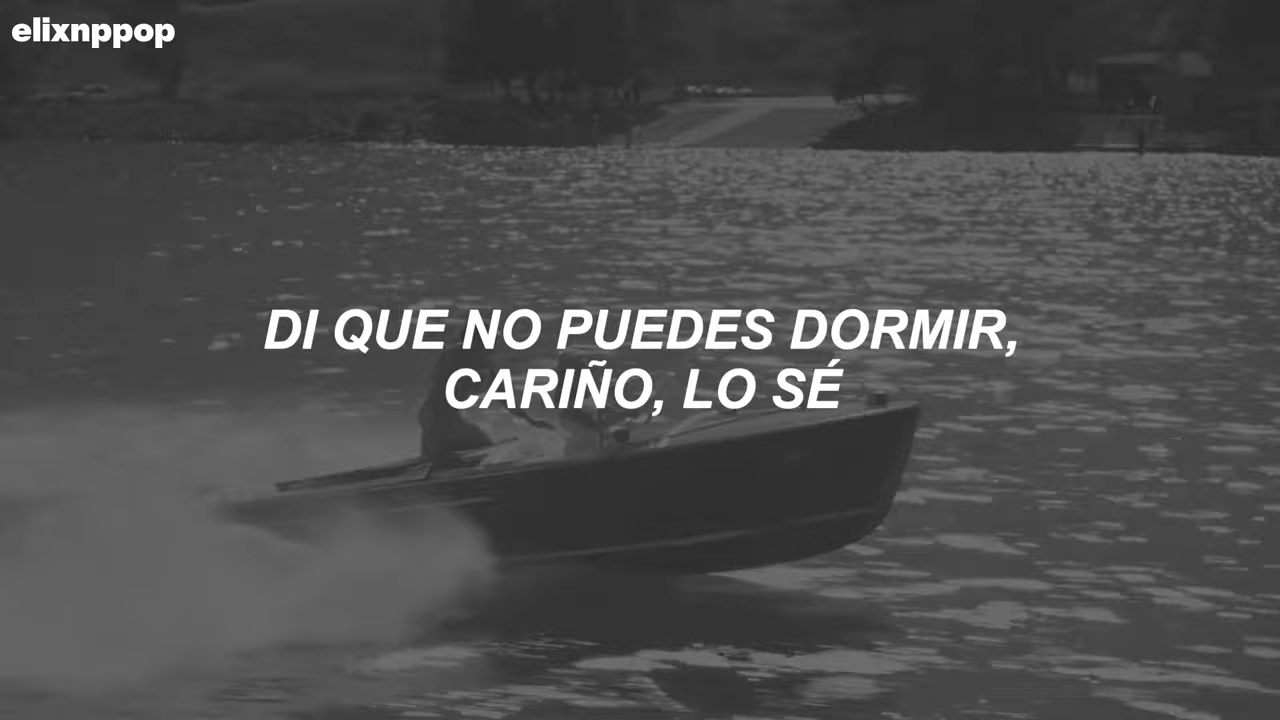 elixnppop
DI QUE NO PUEDES DORMIR,
CARIÑO, LO SÉ